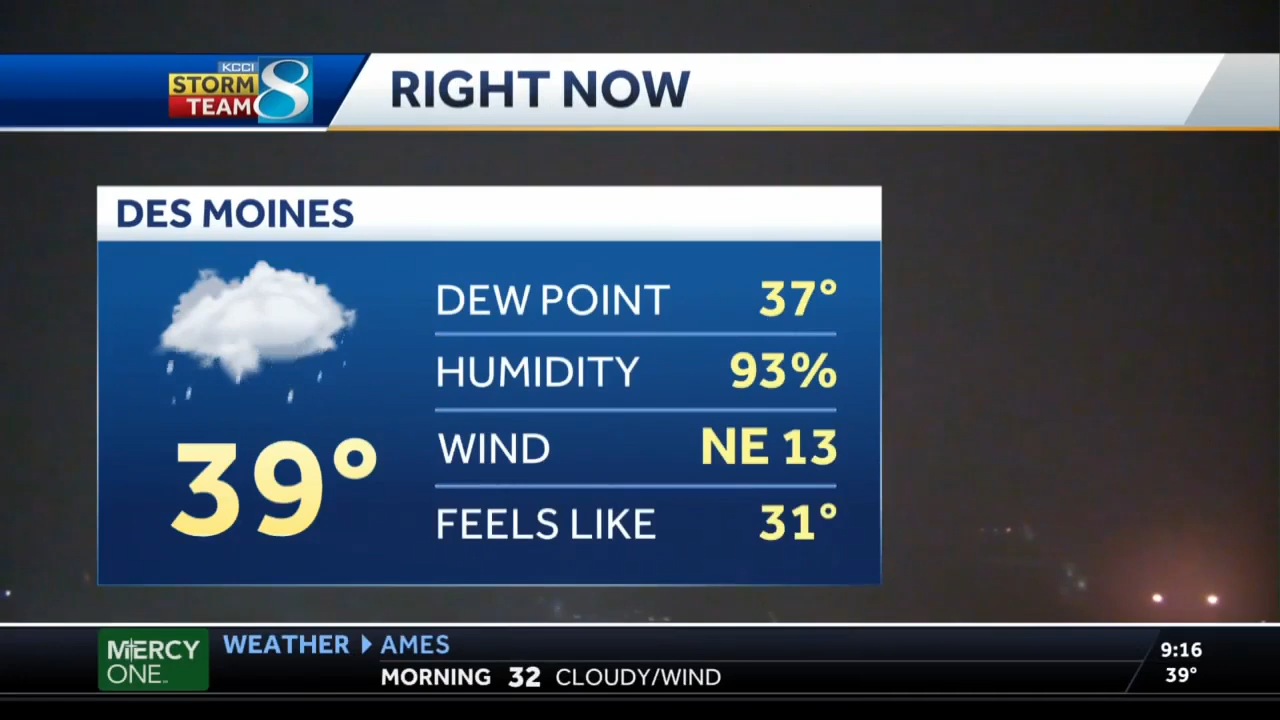 KCCI
STORM
TEAM 8
RIGHT NOW
DES MOINES
39°
DEW POINT 37°
HUMIDITY 93%
WIND NE 13
FEELS LIKE 31°
MERCY
ONE
WEATHER AMES
MORNING 32 CLOUDY/WIND
9:16
39°